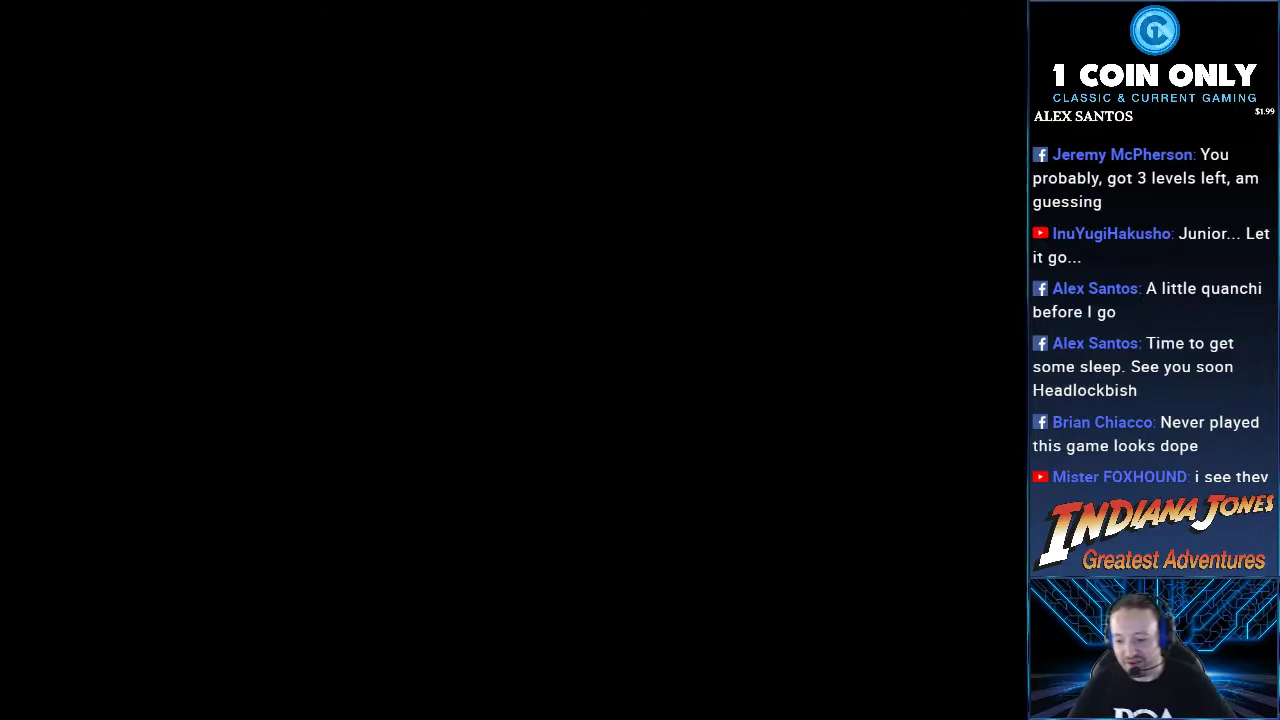 1 COIN ONLY
CLASSIC & CURRENT GAMING
ALEX SANTOS $1.99
Jeremy McPherson: You
probably, got 3 levels left, am
guessing
InuYugiHakusho: Junior... Let
it go...
Alex Santos: A little quanchi
before I go
Alex Santos: Time to get
some sleep. See you soon
Headlockbish
Brian Chiacco: Never played
this game looks dope
Mister FOXHOUND: i see they
INDIANA JONES
Greatest Adventures